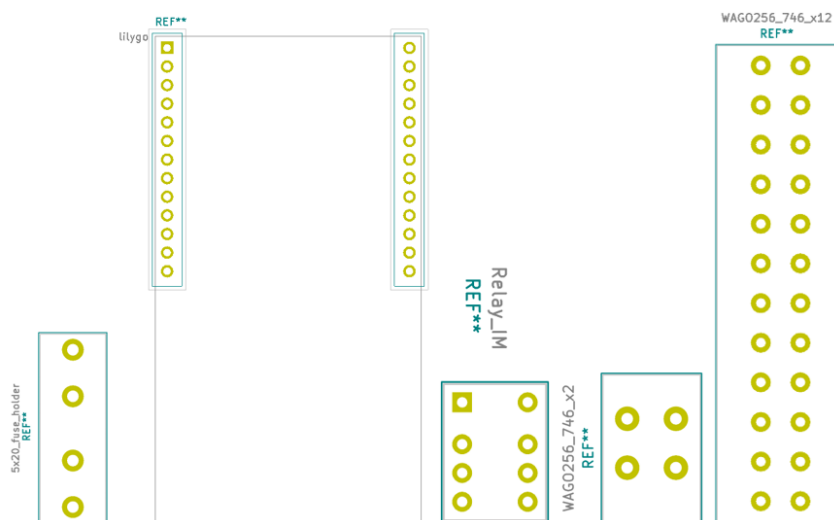 REF**
lilygo
WAGO256_746_x12
REF**
Relay_IM
REF**
5x20_fuse_holder
REF**
WAGO256_746_x2
REF**